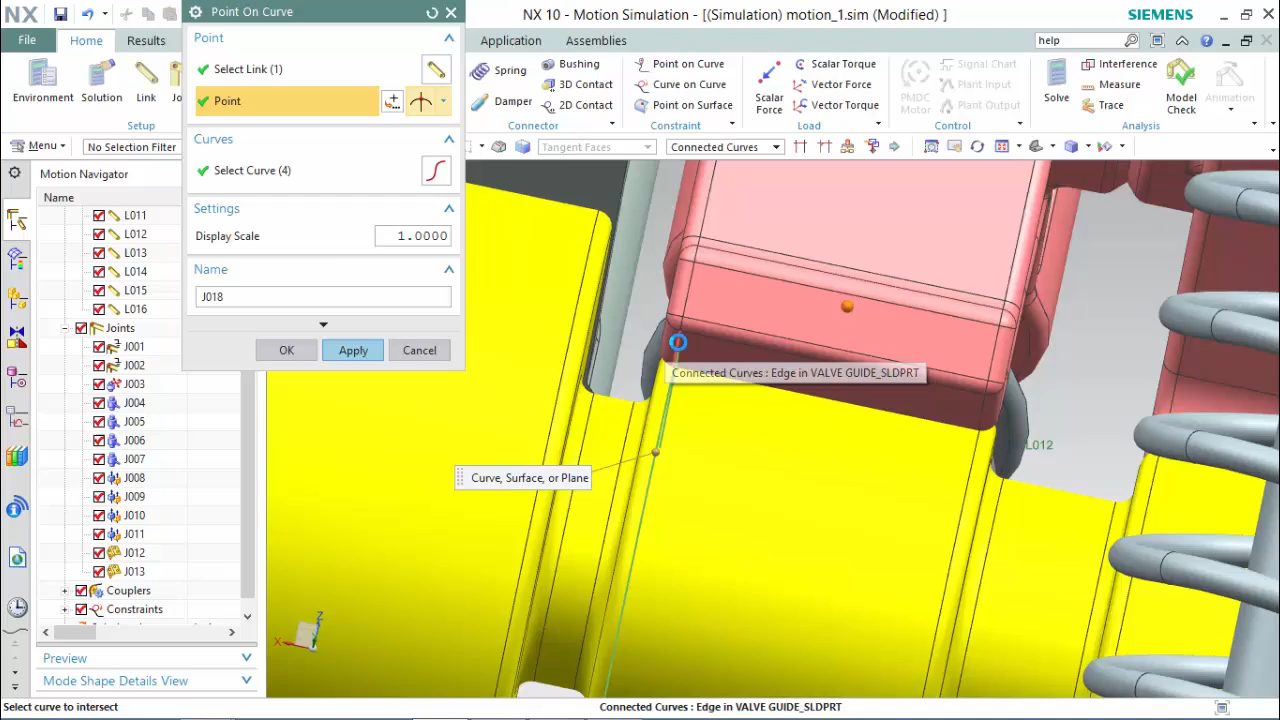 NX
NX 10 - Motion Simulation - [(Simulation) motion_1.sim (Modified) ]
SIEMENS
Point On Curve
File
Home
Results
Application
Assemblies
help
Environment
Solution
Link
Setup
Spring
Damper
Bushing
3D Contact
2D Contact
Connector
Point on Curve
Curve on Curve
Point on Surface
Constraint
Scalar Force
Scalar Torque
Vector Force
Vector Torque
Load
PMDC Motor
Signal Chart
Plant Input
Plant Output
Control
Solve
Interference
Measure
Trace
Model Check
Animation
Analysis
Menu
No Selection Filter
Tangent Faces
Connected Curves
Point
Select Link (1)
Point
Curves
Select Curve (4)
Settings
Display Scale
1.0000
Name
J018
OK
Apply
Cancel
Motion Navigator
Name
L011
L012
L013
L014
L015
L016
Joints
J001
J002
J003
J004
J005
J006
J007
J008
J009
J010
J011
J012
J013
Couplers
Constraints
Preview
Mode Shape Details View
Connected Curves : Edge in VALVE GUIDE_SLDPRT
L012
Curve, Surface, or Plane
X
Z
Select curve to intersect
Connected Curves : Edge in VALVE GUIDE_SLDPRT